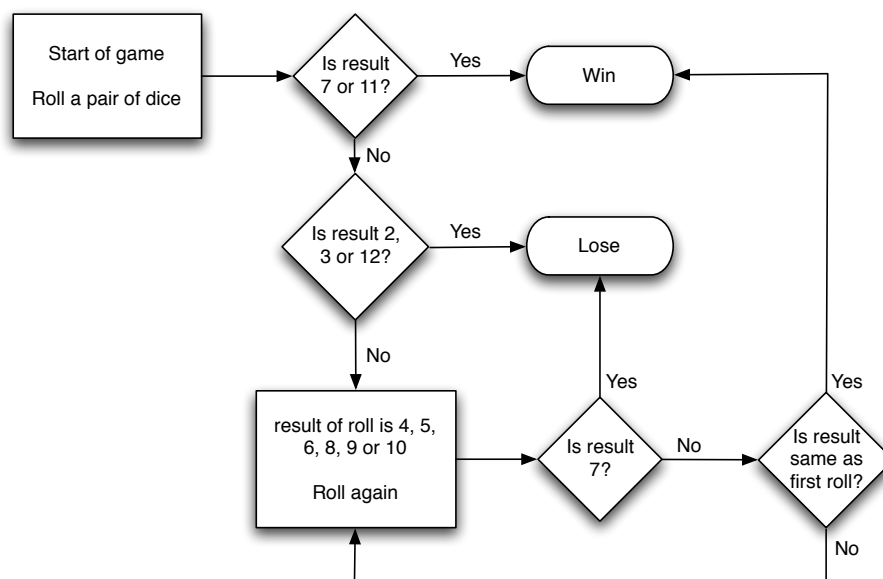 Start of game
Roll a pair of dice
Is result
7 or 11?
Yes
Win
No
Is result 2,
3 or 12?
Yes
Lose
No
result of roll is 4, 5,
6, 8, 9 or 10
Roll again
Is result
7?
Yes
No
Is result
same as
first roll?
Yes
No